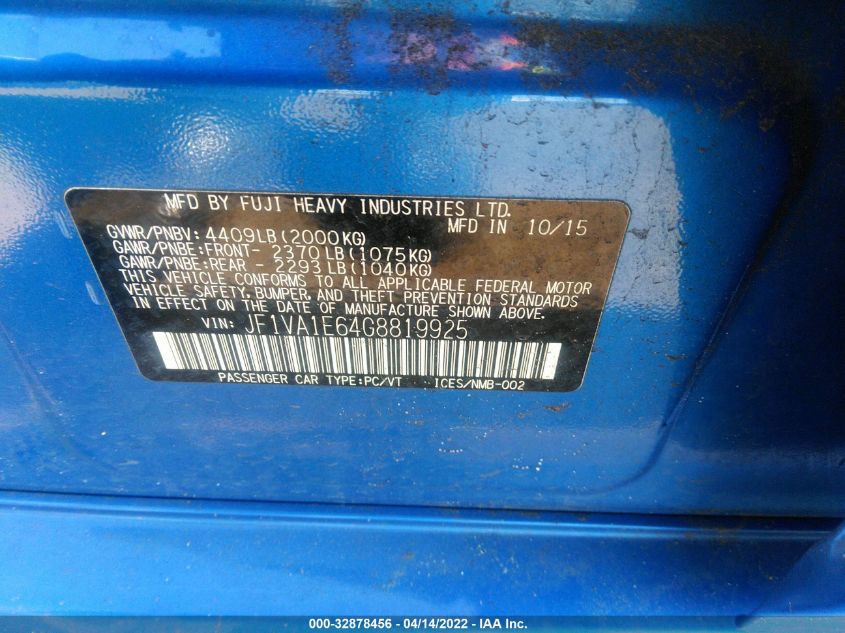 MFD BY FUJI HEAVY INDUSTRIES LTD.
MFD IN 10/15
GVWR/PNBV: 4409LB(2000KG)
GAWR/PNBE:FRONT- 2370LB(1075KG)
GAWR/PNBE:REAR - 2293LB(1040KG)
THIS VEHICLE CONFORMS TO ALL APPLICABLE FEDERAL MOTOR
VEHICLE SAFETY, BUMPER, AND THEFT PREVENTION STANDARDS
IN EFFECT ON THE DATE OF MANUFACTURE SHOWN ABOVE.
VIN: JF1VA1E64G8819925
PASSENGER CAR TYPE:PC/VT ICES/NMB-002
000-32878456 - 04/14/2022 - IAA Inc.